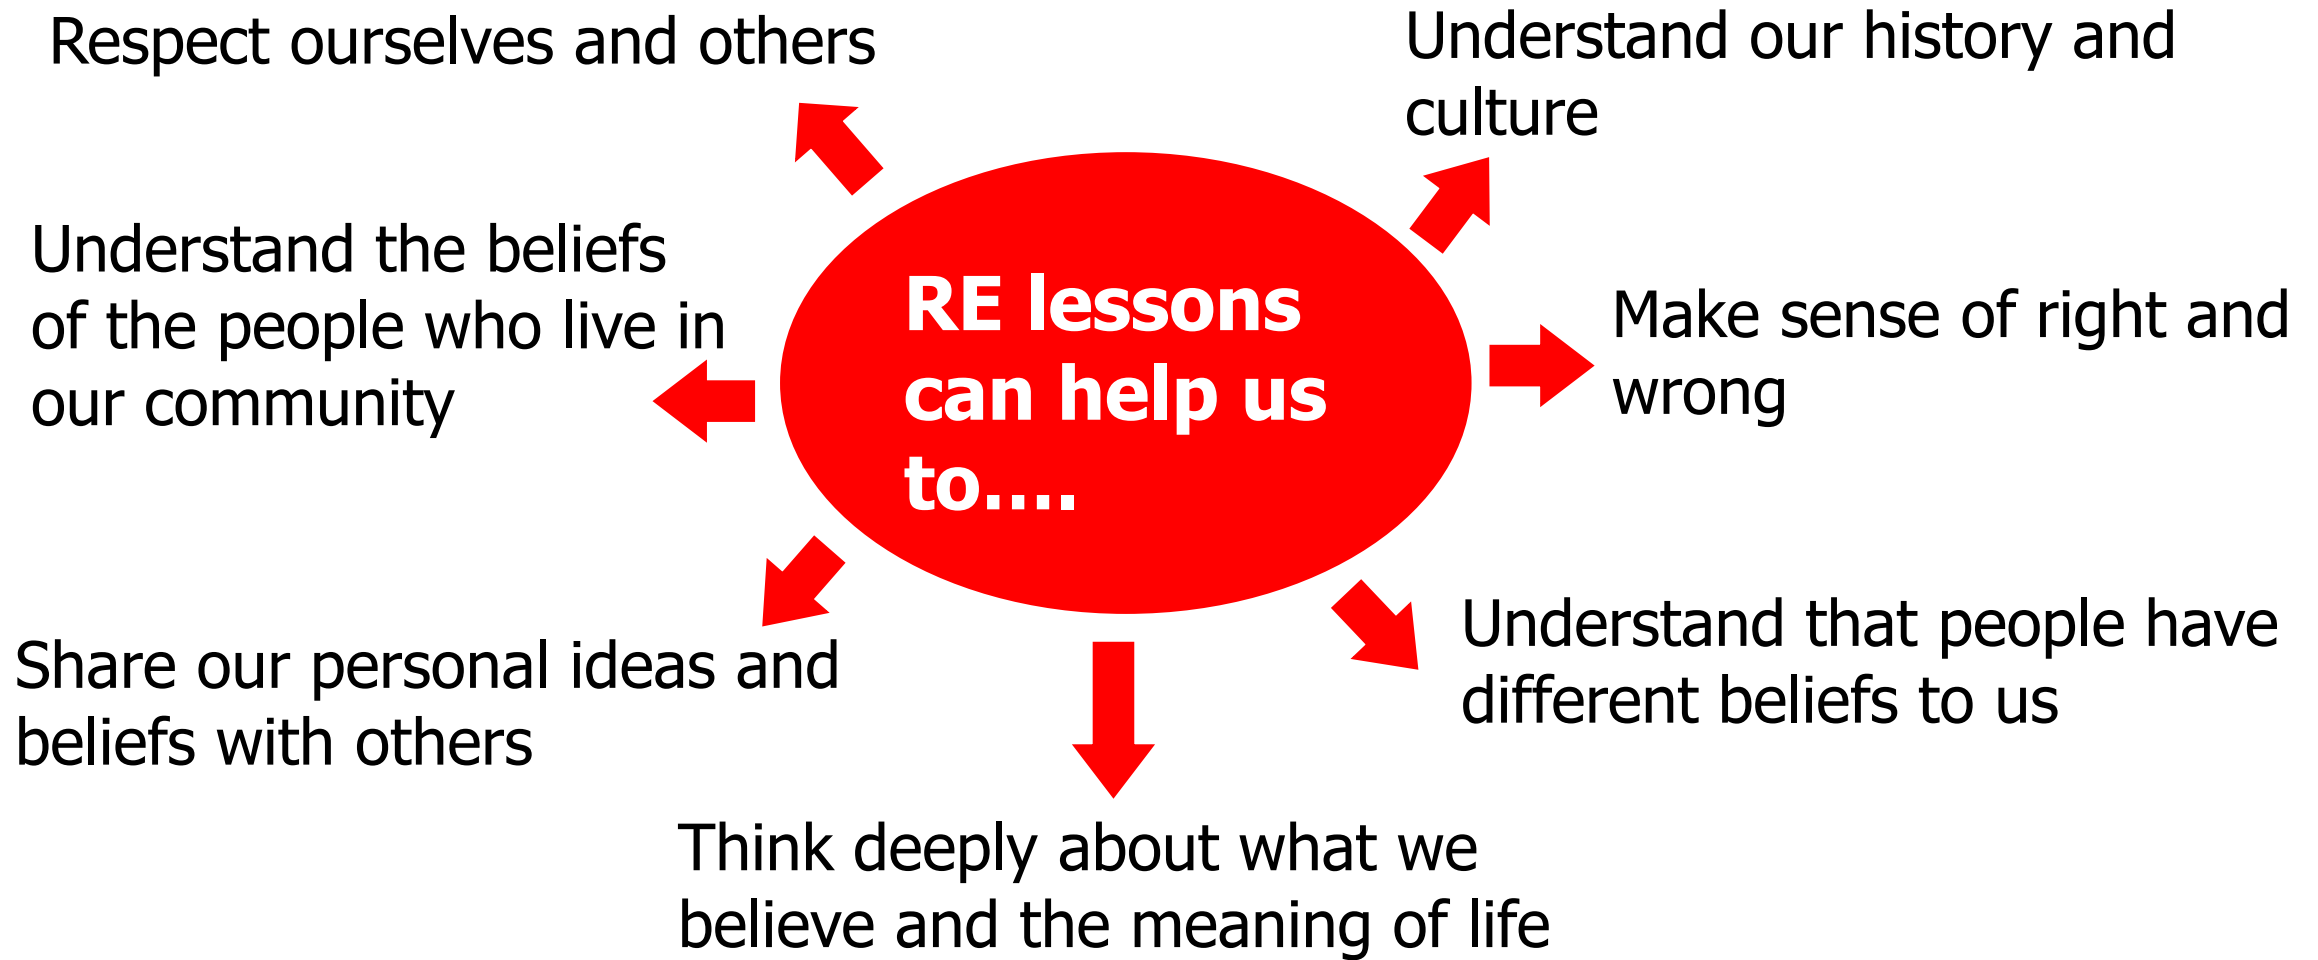 Respect ourselves and others
Understand our history and
culture
Understand the beliefs
of the people who live in
our community
RE lessons
can help us
to....
Make sense of right and
wrong
Share our personal ideas and
beliefs with others
Understand that people have
different beliefs to us
Think deeply about what we
believe and the meaning of life